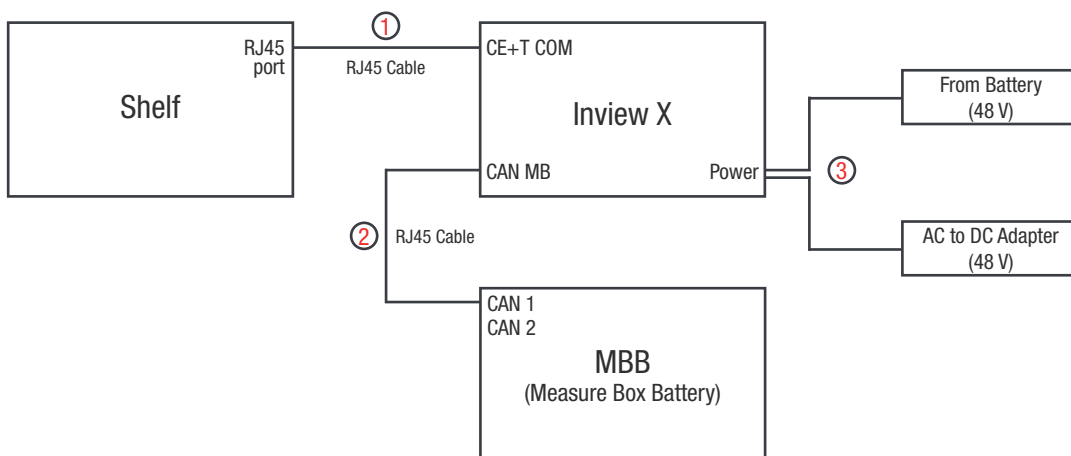 1
RJ45
port
RJ45 Cable
CE+T COM
Shelf
Inview X
From Battery
(48 V)
CAN MB
Power
3
2
RJ45 Cable
AC to DC Adapter
(48 V)
CAN 1
CAN 2
MBB
(Measure Box Battery)